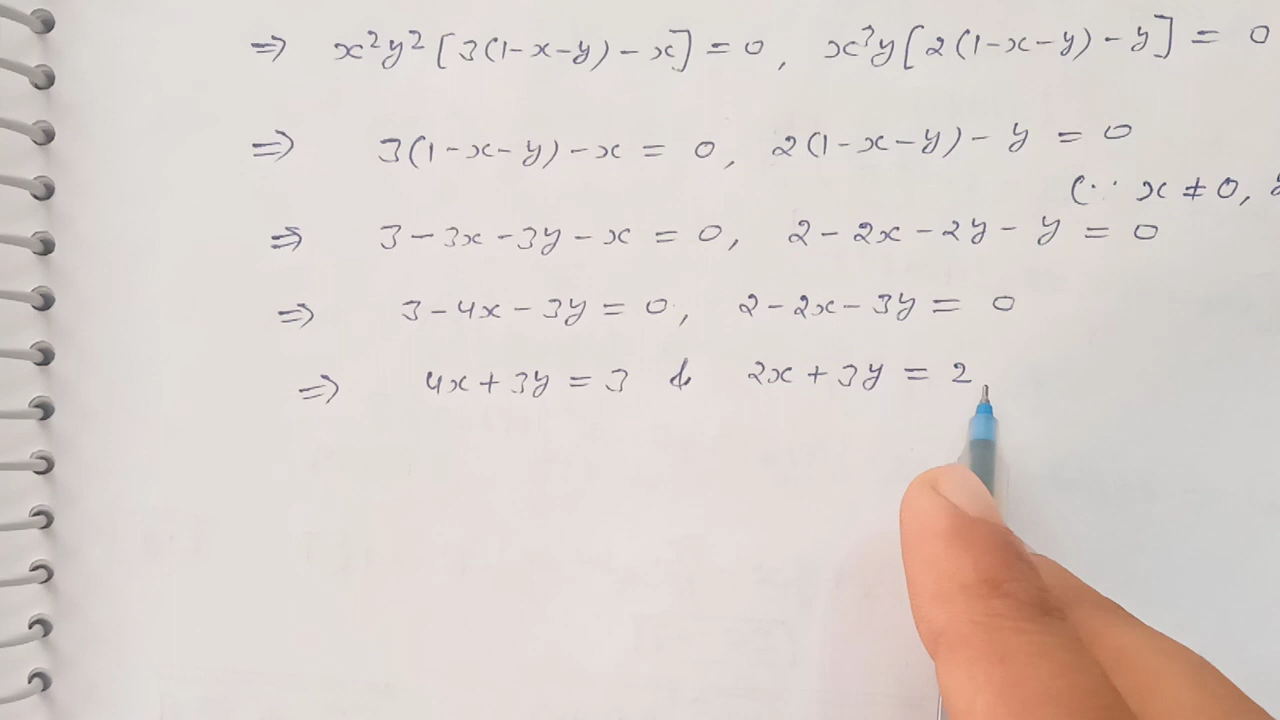 ⇒ x²y²[3(1-x-y)-x]=0, x³y[2(1-x-y)-y] = 0
⇒ 3(1-x-y)-x = 0, 2(1-x-y)- y = 0
(∵ x ≠ 0,
⇒ 3-3x-3y-x = 0, 2-2x-2y-y = 0
⇒ 3-4x-3y = 0, 2-2x-3y = 0
⇒ 4x+3y = 3 & 2x+3y = 2